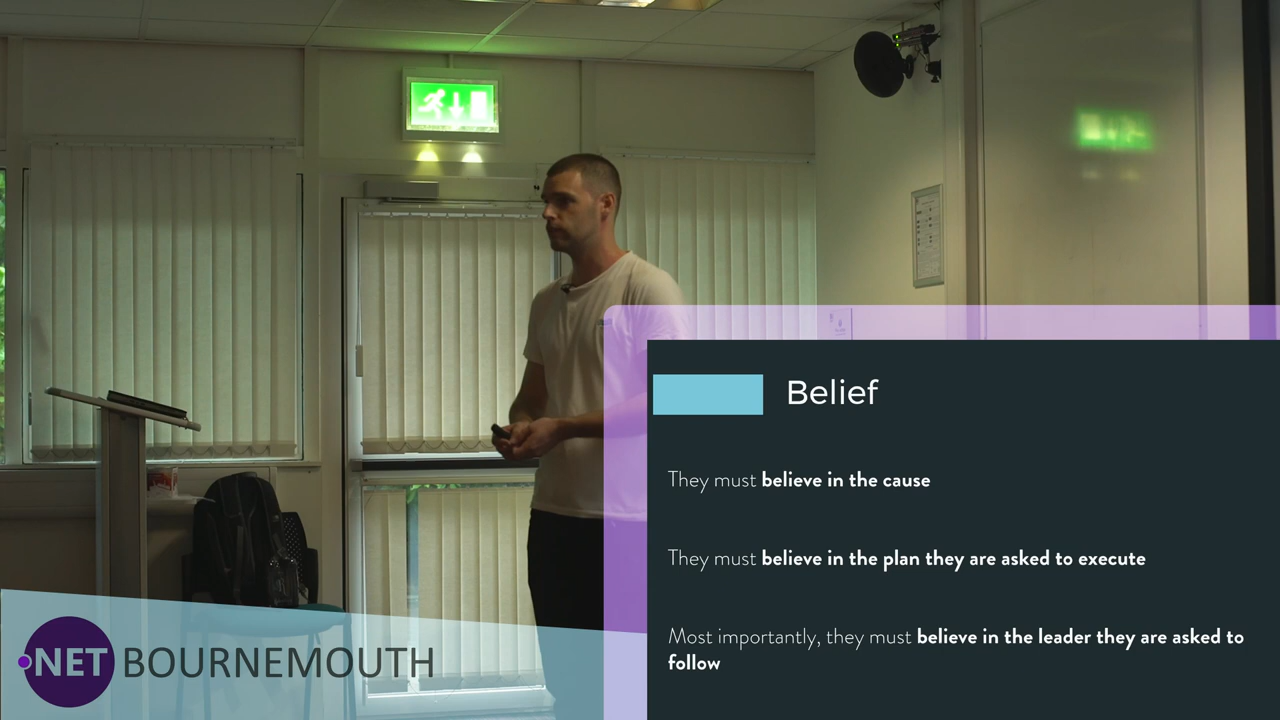 Belief
They must believe in the cause
They must believe in the plan they are asked to execute
Most importantly, they must believe in the leader they are asked to
follow
.NET BOURNEMOUTH